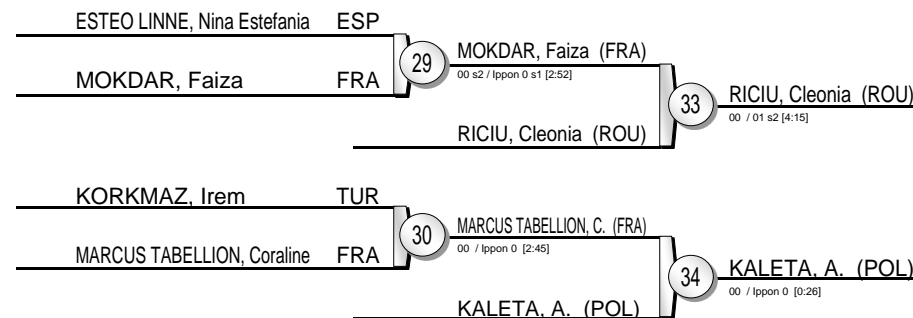 ESTEO LINNE, Nina Estefania ESP
MOKDAR, Faiza FRA
29
MOKDAR, Faiza (FRA)
00 s2 / Ippon 0 s1 [2:52]
RICIU, Cleonia (ROU)
33
RICIU, Cleonia (ROU)
00 / 01 s2 [4:15]
KORKMAZ, Irem TUR
MARCUS TABELLION, Coraline FRA
30
MARCUS TABELLION, C. (FRA)
00 / Ippon 0 [2:45]
KALETA, A. (POL)
34
KALETA, A. (POL)
00 / Ippon 0 [0:26]